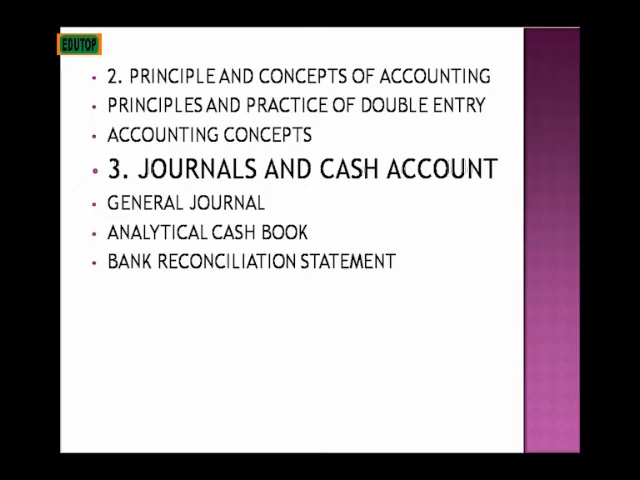 EDUTOP
2. PRINCIPLE AND CONCEPTS OF ACCOUNTING
PRINCIPLES AND PRACTICE OF DOUBLE ENTRY
ACCOUNTING CONCEPTS
3. JOURNALS AND CASH ACCOUNT
GENERAL JOURNAL
ANALYTICAL CASH BOOK
BANK RECONCILIATION STATEMENT